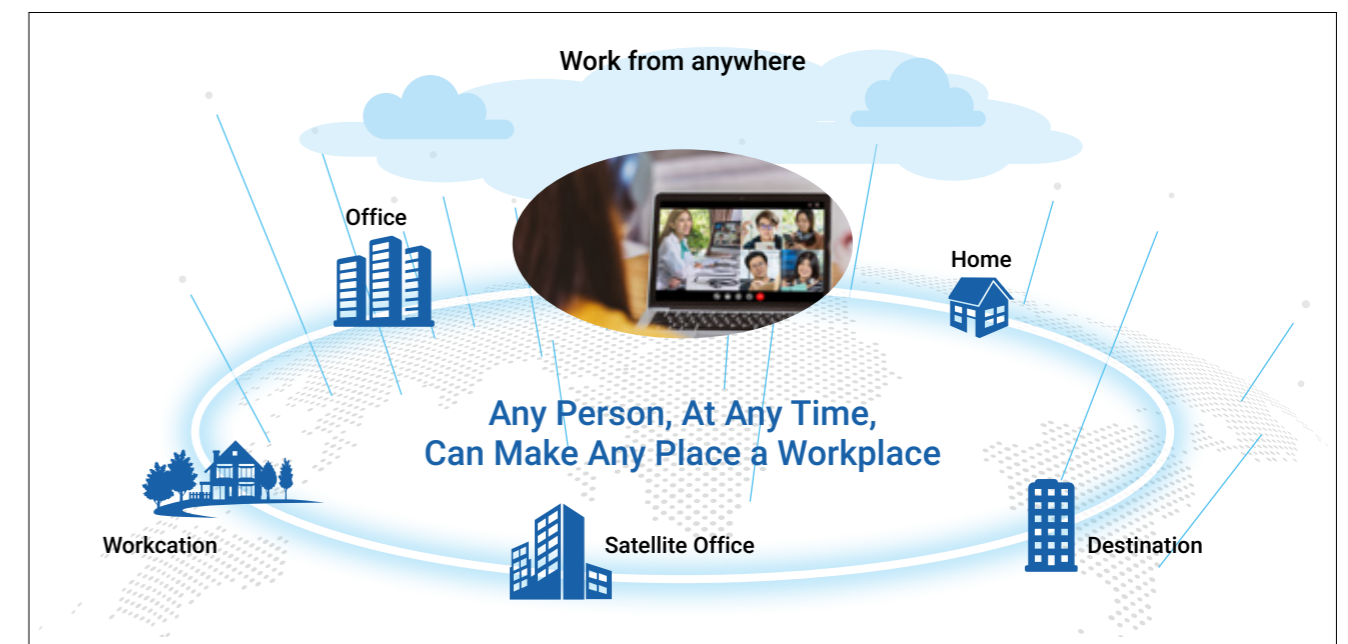 Work from anywhere
Office
Home
Any Person, At Any Time,
Can Make Any Place a Workplace
Workcation
Satellite Office
Destination